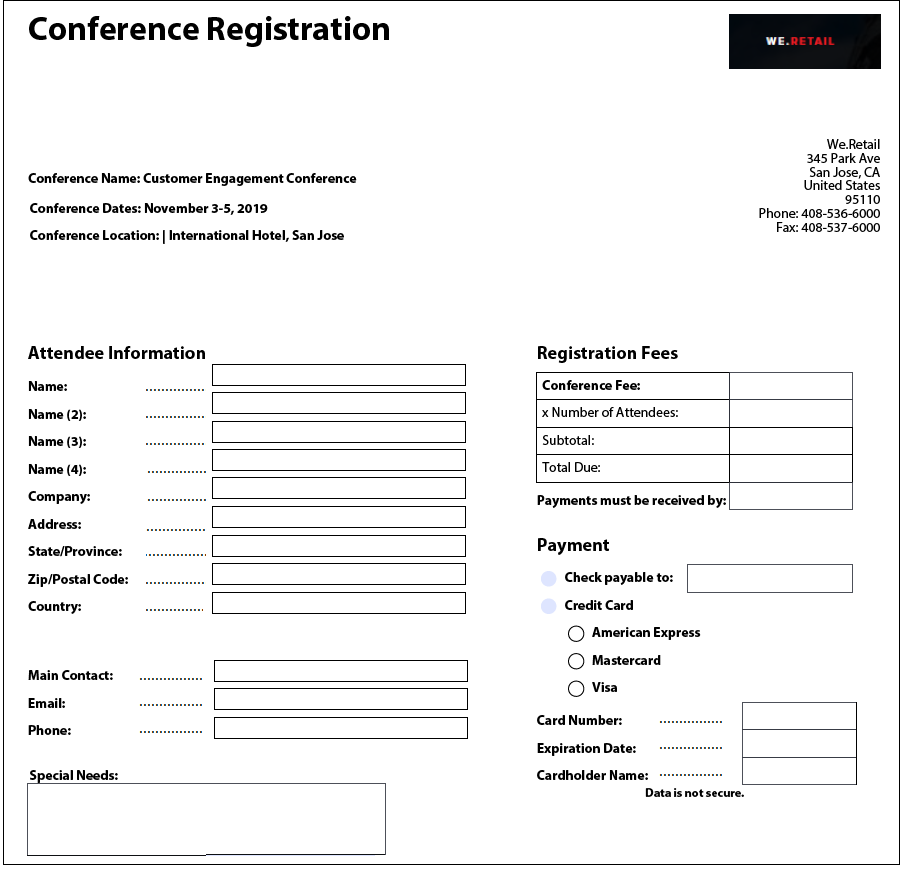 Conference Registration
WE.RETAIL
We.Retail
345 Park Ave
San Jose, CA
United States
95110
Phone: 408-536-6000
Fax: 408-537-6000
Conference Name: Customer Engagement Conference
Conference Dates: November 3-5, 2019
Conference Location: | International Hotel, San Jose
Attendee Information
Name:
Name (2):
Name (3):
Name (4):
Company:
Address:
State/Province:
Zip/Postal Code:
Country:
Main Contact:
Email:
Phone:
Special Needs:
Registration Fees
Conference Fee:
x Number of Attendees:
Subtotal:
Total Due:
Payments must be received by:
Payment
Check payable to:
Credit Card
American Express
Mastercard
Visa
Card Number:
Expiration Date:
Cardholder Name:
Data is not secure.